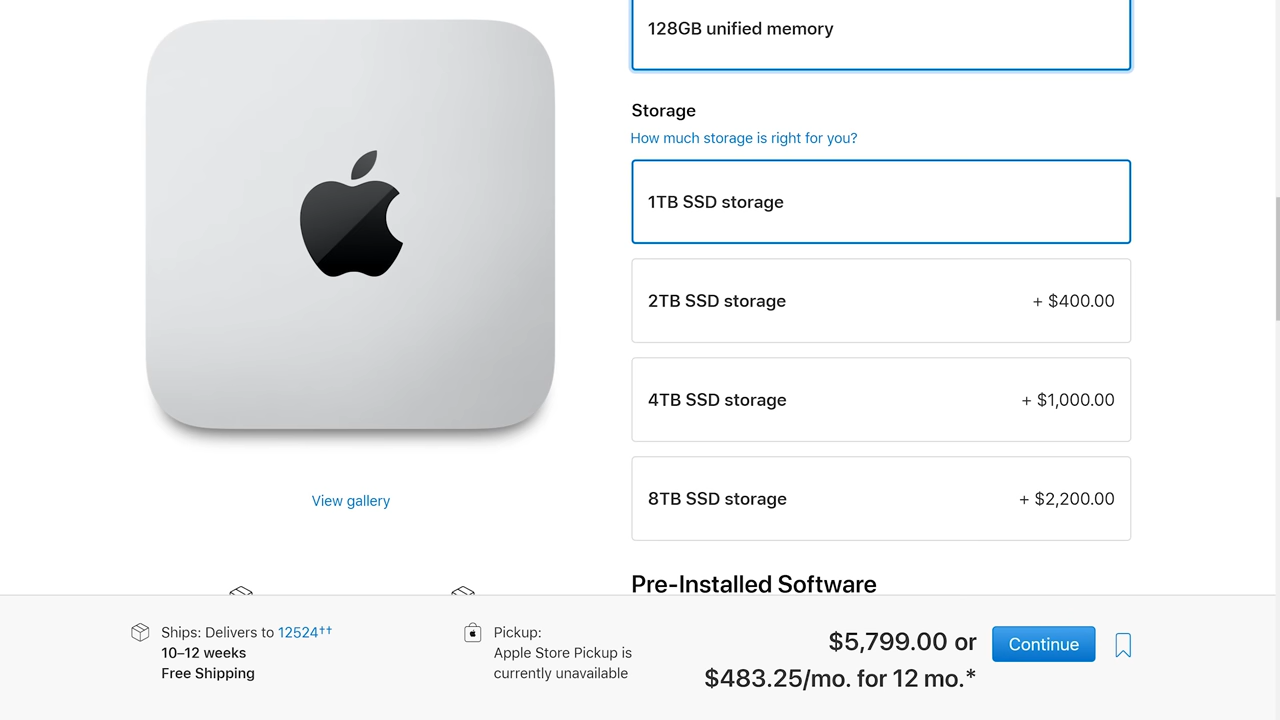 128GB unified memory
Storage
How much storage is right for you?
1TB SSD storage
2TB SSD storage + $400.00
4TB SSD storage + $1,000.00
8TB SSD storage + $2,200.00
View gallery
Pre-Installed Software
Ships: Delivers to 12524††
10–12 weeks
Free Shipping
Pickup:
Apple Store Pickup is
currently unavailable
$5,799.00 or
$483.25/mo. for 12 mo.*
Continue